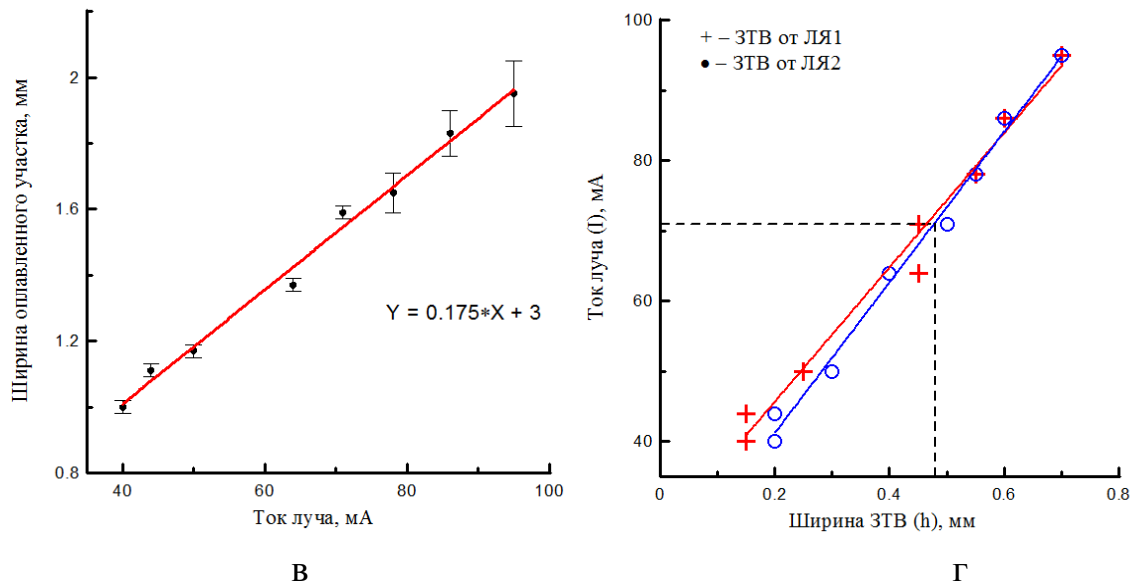 Ширина оплавленного участка, мм
2
1.6
1.2
0.8
40
60
80
100
Y = 0.175*X + 3
Ток луча, мА
в
Ток луча (I), мА
100
80
60
40
+ – ЗТВ от ЛЯ1
● – ЗТВ от ЛЯ2
0
0.2
0.4
0.6
0.8
Ширина ЗТВ (h), мм
г